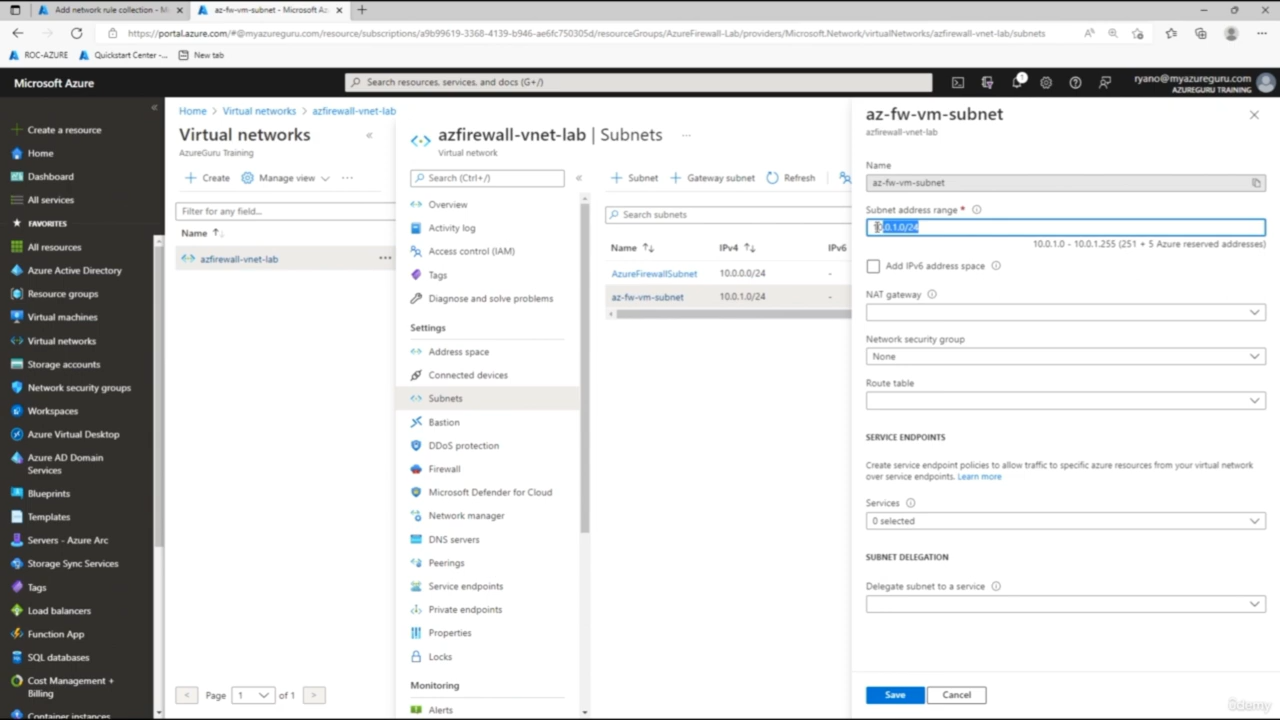 Add network rule collection - M
az-fw-vm-subnet - Microsoft Az
https://portal.azure.com/#@myazureguru.com/resource/subscriptions/a9b99619-3368-4139-b946-ae6fc750305d/resourceGroups/AzureFirewall-Lab/providers/Microsoft.Network/virtualNetworks/azfirewall-vnet-lab/subnets
ROC-AZURE
Quickstart Center -...
New tab
Microsoft Azure
Search resources, services, and docs (G+/)
1
ryano@myazureguru.com
AZUREGURU TRAINING
Create a resource
Home
Dashboard
All services
FAVORITES
All resources
Azure Active Directory
Resource groups
Virtual machines
Virtual networks
Storage accounts
Network security groups
Workspaces
Azure Virtual Desktop
Azure AD Domain
Services
Blueprints
Templates
Servers - Azure Arc
Storage Sync Services
Tags
Load balancers
Function App
SQL databases
Cost Management +
Billing
Container instances
Home > Virtual networks > azfirewall-vnet-lab
Virtual networks
AzureGuru Training
Create
Manage view
Filter for any field...
Name
azfirewall-vnet-lab
Page 1 of 1
azfirewall-vnet-lab | Subnets
Virtual network
Search (Ctrl+/)
Overview
Activity log
Access control (IAM)
Tags
Diagnose and solve problems
Settings
Address space
Connected devices
Subnets
Bastion
DDoS protection
Firewall
Microsoft Defender for Cloud
Network manager
DNS servers
Peerings
Service endpoints
Private endpoints
Properties
Locks
Monitoring
Alerts
Subnet
Gateway subnet
Refresh
Search subnets
Name IPv4 IPv6
AzureFirewallSubnet 10.0.0.0/24 -
az-fw-vm-subnet 10.0.1.0/24 -
az-fw-vm-subnet
azfirewall-vnet-lab
Name
az-fw-vm-subnet
Subnet address range *
10.0.1.0/24
10.0.1.0 - 10.0.1.255 (251 + 5 Azure reserved addresses)
Add IPv6 address space
NAT gateway
Network security group
None
Route table
SERVICE ENDPOINTS
Create service endpoint policies to allow traffic to specific azure resources from your virtual network
over service endpoints. Learn more
Services
0 selected
SUBNET DELEGATION
Delegate subnet to a service
Save
Cancel
ûdemy